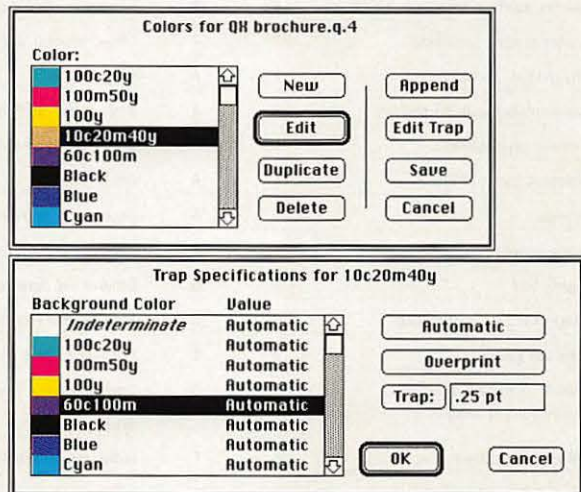 Colors for QX brochure.q.4
Color:
100c20y
100m50y
100y
10c20m40y
60c100m
Black
Blue
Cyan
New
Append
Edit
Edit Trap
Duplicate
Save
Delete
Cancel
Trap Specifications for 10c20m40y
Background Color Value
Indeterminate Automatic
100c20y Automatic
100m50y Automatic
100y Automatic
60c100m Automatic
Black Automatic
Blue Automatic
Cyan Automatic
Automatic
Overprint
Trap: .25 pt
OK
Cancel